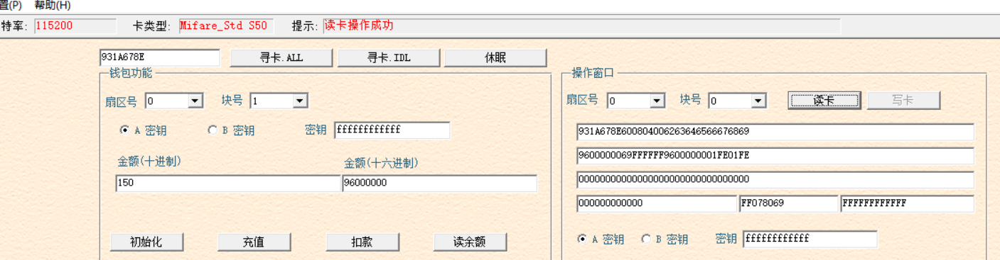 置(P) 帮助(H)
特率: 115200 卡类型: Mifare_Std S50 提示: 读卡操作成功
931A678E 寻卡.ALL 寻卡.IDL 休眠
钱包功能
扇区号 0 块号 1
A 密钥 B 密钥 密钥 ffffffffffff
金额(十进制) 金额(十六进制)
150 96000000
初始化 充值 扣款 读余额
操作窗口
扇区号 0 块号 0 读卡 写卡
931A678E600804006263646566676869
9600000069FFFFFF9600000001FE01FE
00000000000000000000000000000000
000000000000 FF078069 FFFFFFFFFFFF
A 密钥 B 密钥 密钥 ffffffffffff